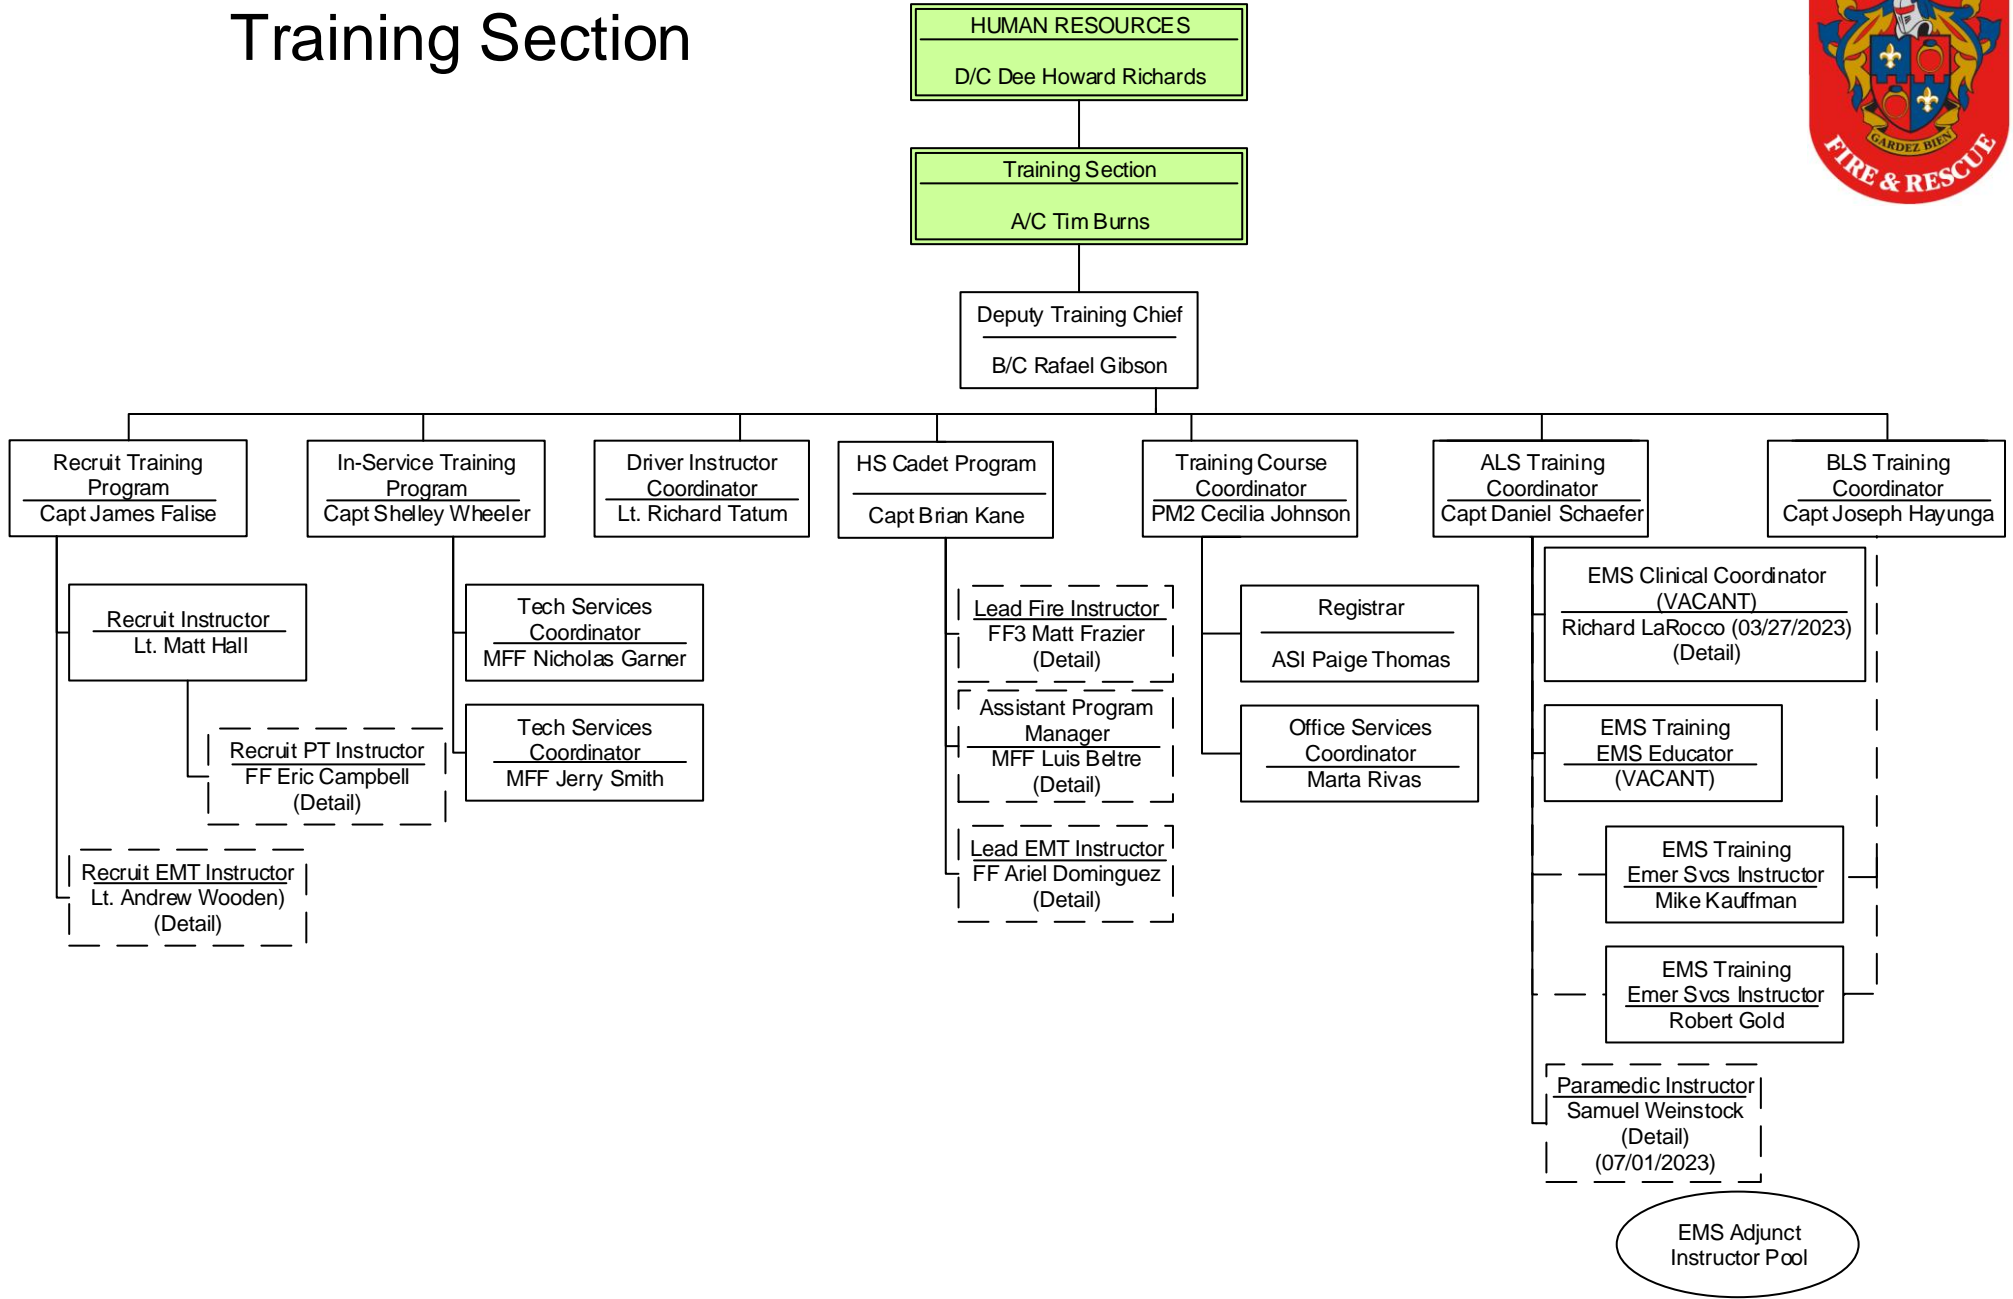 Training Section
HUMAN RESOURCES
D/C Dee Howard Richards
GARDEZ BIEN
FIRE & RESCUE
Training Section
A/C Tim Burns
Deputy Training Chief
B/C Rafael Gibson
Recruit Training
Program
Capt James Falise
In-Service Training
Program
Capt Shelley Wheeler
Driver Instructor
Coordinator
Lt. Richard Tatum
HS Cadet Program
Capt Brian Kane
Training Course
Coordinator
PM2 Cecilia Johnson
ALS Training
Coordinator
Capt Daniel Schaefer
BLS Training
Coordinator
Capt Joseph Hayunga
Recruit Instructor
Lt. Matt Hall
Recruit PT Instructor
FF Eric Campbell
(Detail)
Recruit EMT Instructor
Lt. Andrew Wooden)
(Detail)
Tech Services
Coordinator
MFF Nicholas Garner
Tech Services
Coordinator
MFF Jerry Smith
Lead Fire Instructor
FF3 Matt Frazier
(Detail)
Assistant Program
Manager
MFF Luis Beltre
(Detail)
Lead EMT Instructor
FF Ariel Dominguez
(Detail)
Registrar
ASI Paige Thomas
Office Services
Coordinator
Marta Rivas
EMS Clinical Coordinator
(VACANT)
Richard LaRocco (03/27/2023)
(Detail)
EMS Training
EMS Educator
(VACANT)
EMS Training
Emer Svcs Instructor
Mike Kauffman
EMS Training
Emer Svcs Instructor
Robert Gold
Paramedic Instructor
Samuel Weinstock
(Detail)
(07/01/2023)
EMS Adjunct
Instructor Pool